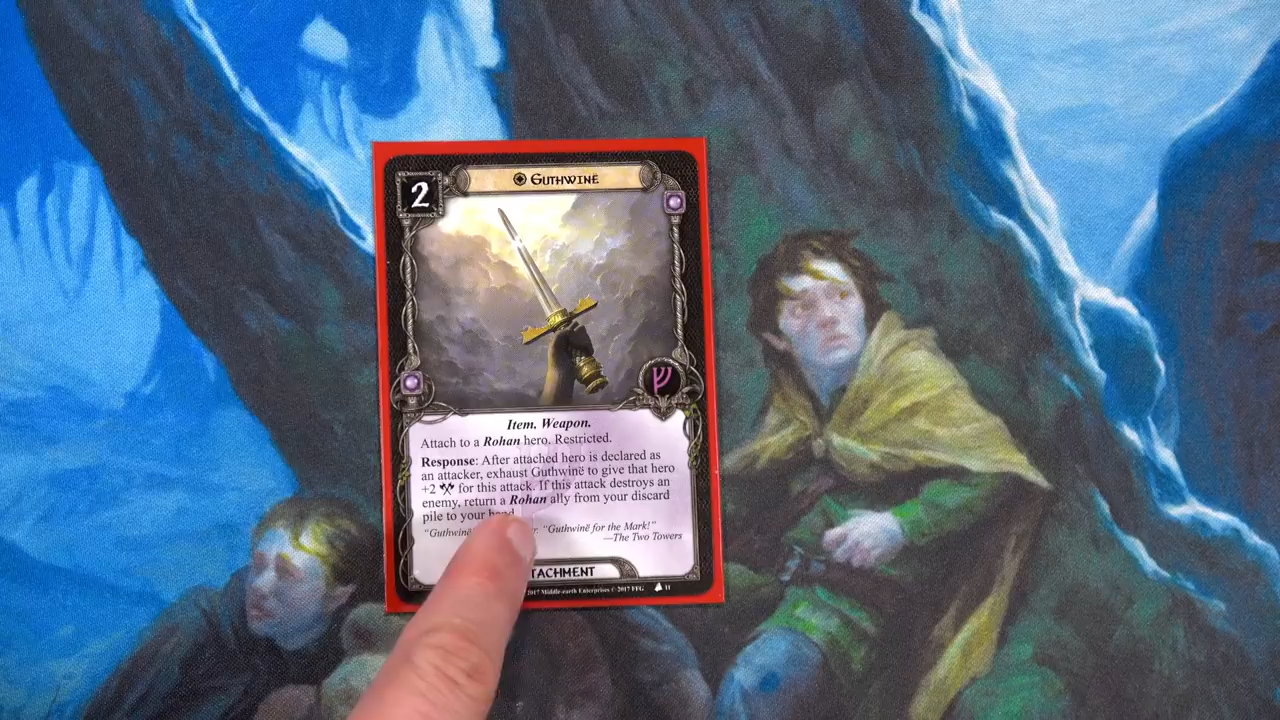 2
GUTHWINË
Item. Weapon.
Attach to a Rohan hero. Restricted.
Response: After attached hero is declared as
an attacker, exhaust Guthwinë to give that hero
+2 for this attack. If this attack destroys an
enemy, return a Rohan ally from your discard
pile to your hand.
"Guthwinë "Guthwinë for the Mark!"
—The Two Towers
TACHMENT
2017 Middle-earth Enterprises © 2017 FFG 11